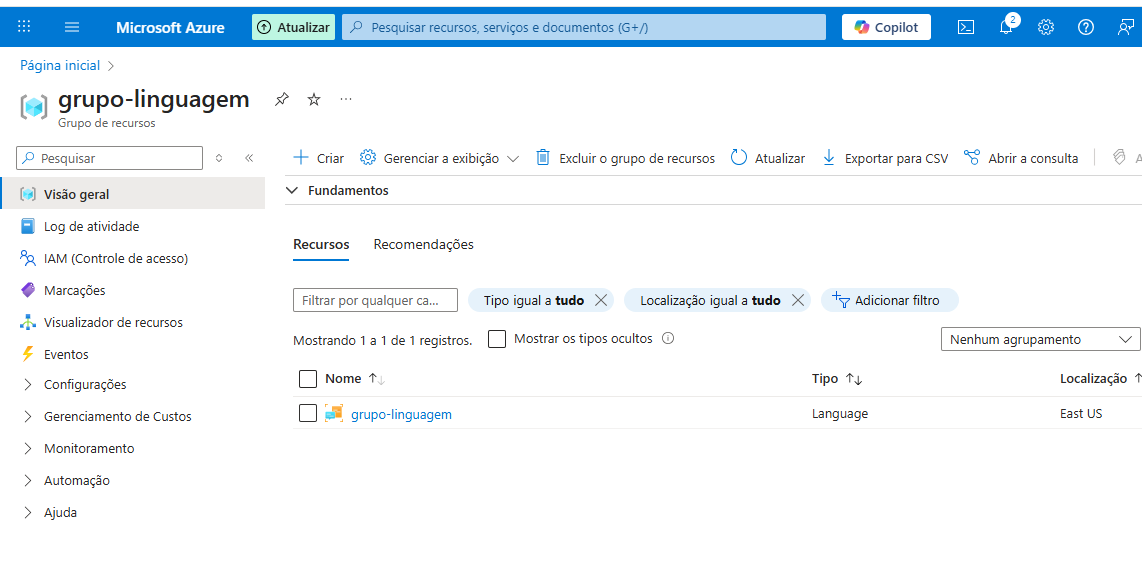 Microsoft Azure Atualizar Pesquisar recursos, serviços e documentos (G+/) Copilot 2
Página inicial
grupo-linguagem
Grupo de recursos
Pesquisar
Criar Gerenciar a exibição Excluir o grupo de recursos Atualizar Exportar para CSV Abrir a consulta
Fundamentos
Visão geral
Log de atividade
IAM (Controle de acesso)
Marcações
Visualizador de recursos
Eventos
Configurações
Gerenciamento de Custos
Monitoramento
Automação
Ajuda
Recursos Recomendações
Filtrar por qualquer ca... Tipo igual a tudo Localização igual a tudo Adicionar filtro
Mostrando 1 a 1 de 1 registros. Mostrar os tipos ocultos Nenhum agrupamento
Nome Tipo Localização
grupo-linguagem Language East US